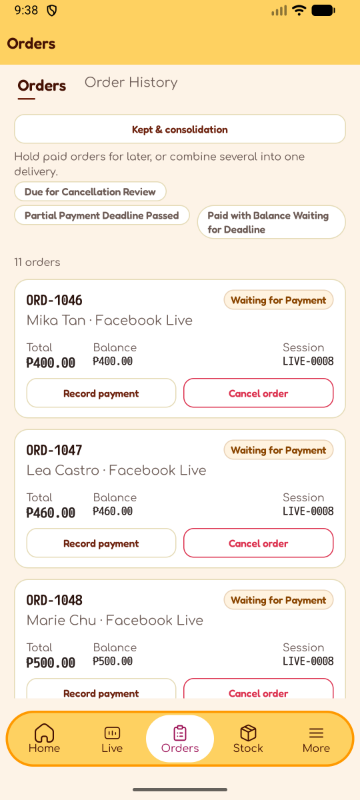 9:38
Orders
Orders
Order History
Kept & consolidation
Hold paid orders for later, or combine several into one
delivery.
Due for Cancellation Review
Partial Payment Deadline Passed
Paid with Balance Waiting
for Deadline
11 orders
ORD-1046
Waiting for Payment
Mika Tan · Facebook Live
Total
Balance
Session
₱400.00
₱400.00
LIVE-0008
Record payment
Cancel order
ORD-1047
Waiting for Payment
Lea Castro · Facebook Live
Total
Balance
Session
₱460.00
₱460.00
LIVE-0008
Record payment
Cancel order
ORD-1048
Waiting for Payment
Marie Chu · Facebook Live
Total
Balance
Session
₱500.00
₱500.00
LIVE-0008
Record payment
Cancel order
Home
Live
Orders
Stock
More